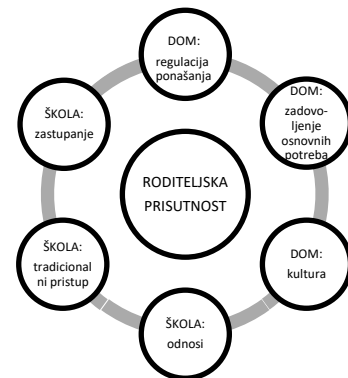 DOM:
regulacija
ponašanja
DOM:
zadovo-
ljenje
osnovnih
potreba
DOM:
kultura
ŠKOLA:
odnosi
ŠKOLA:
tradicional
ni pristup
ŠKOLA:
zastupanje
RODITELJSKA
PRISUTNOST